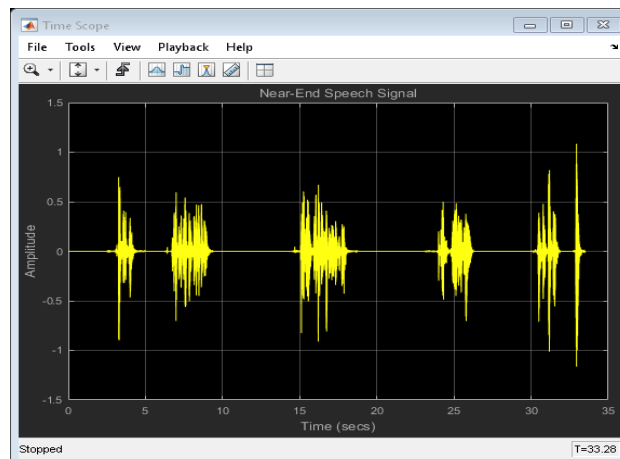 Time Scope
File Tools View Playback Help
Near-End Speech Signal
1.5
1
0.5
0
-0.5
-1
-1.5
Amplitude
0 5 10 15 20 25 30 35
Time (secs)
Stopped T=33.28